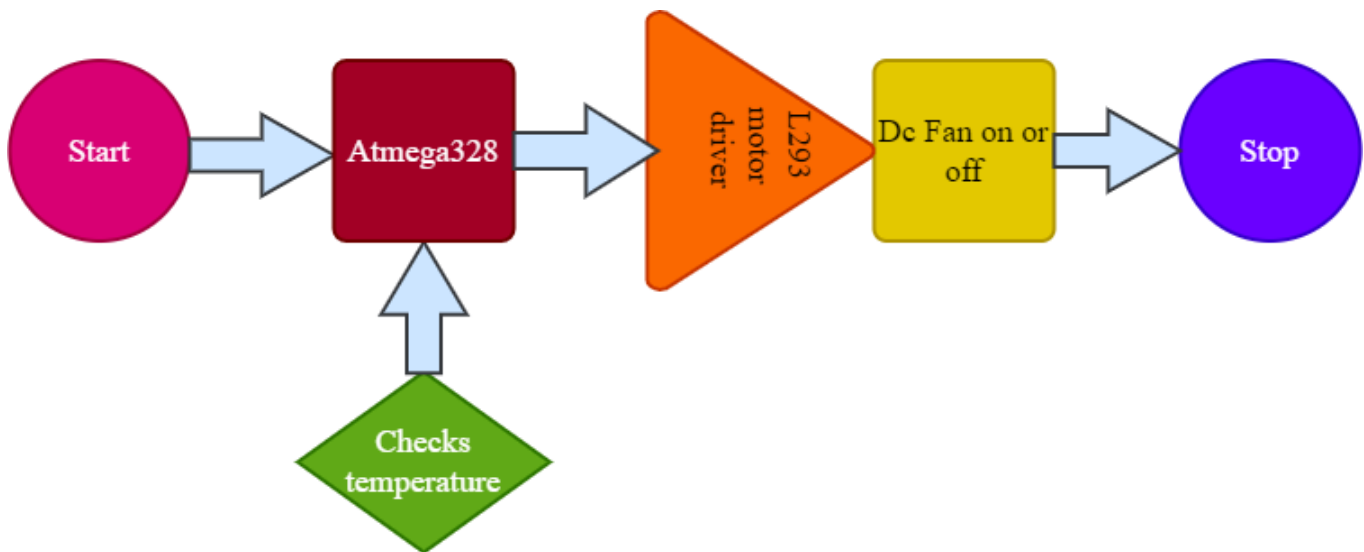 Start
Atmega328
L293
motor
driver
Dc Fan on or
off
Stop
Checks
temperature